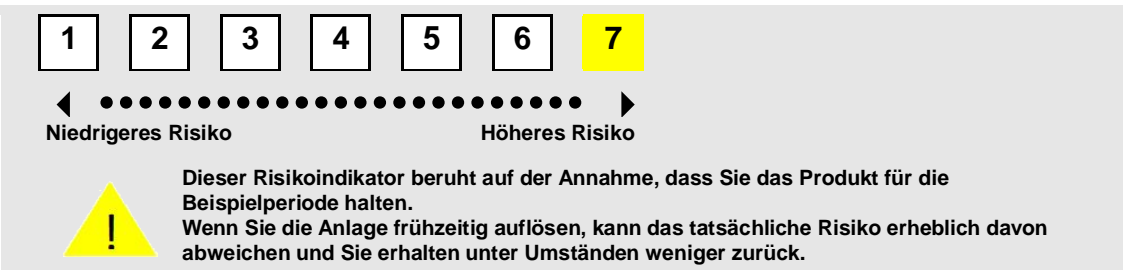 1 2 3 4 5 6 7
Niedrigeres Risiko Höheres Risiko
Dieser Risikoindikator beruht auf der Annahme, dass Sie das Produkt für die
Beispielperiode halten.
Wenn Sie die Anlage frühzeitig auflösen, kann das tatsächliche Risiko erheblich davon
abweichen und Sie erhalten unter Umständen weniger zurück.
!